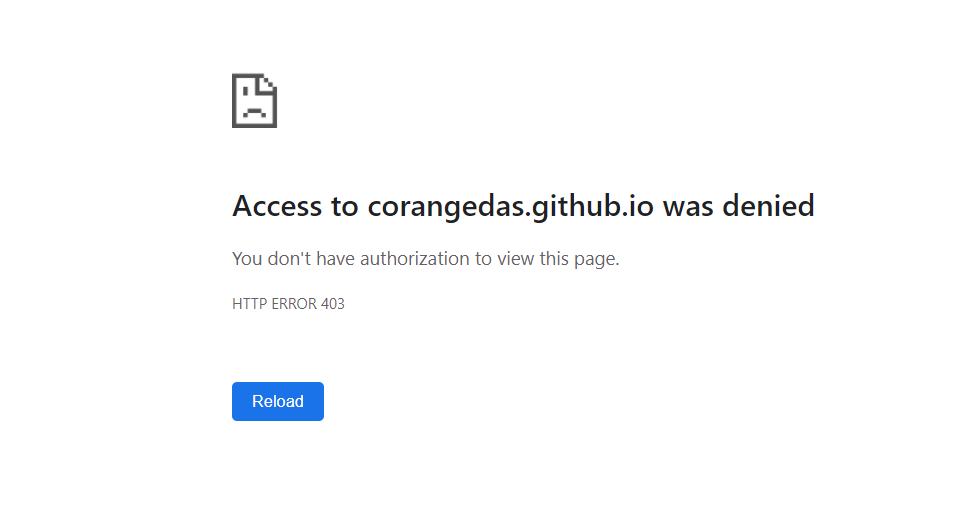 Access to corangedas.github.io was denied
You don't have authorization to view this page.
HTTP ERROR 403
Reload